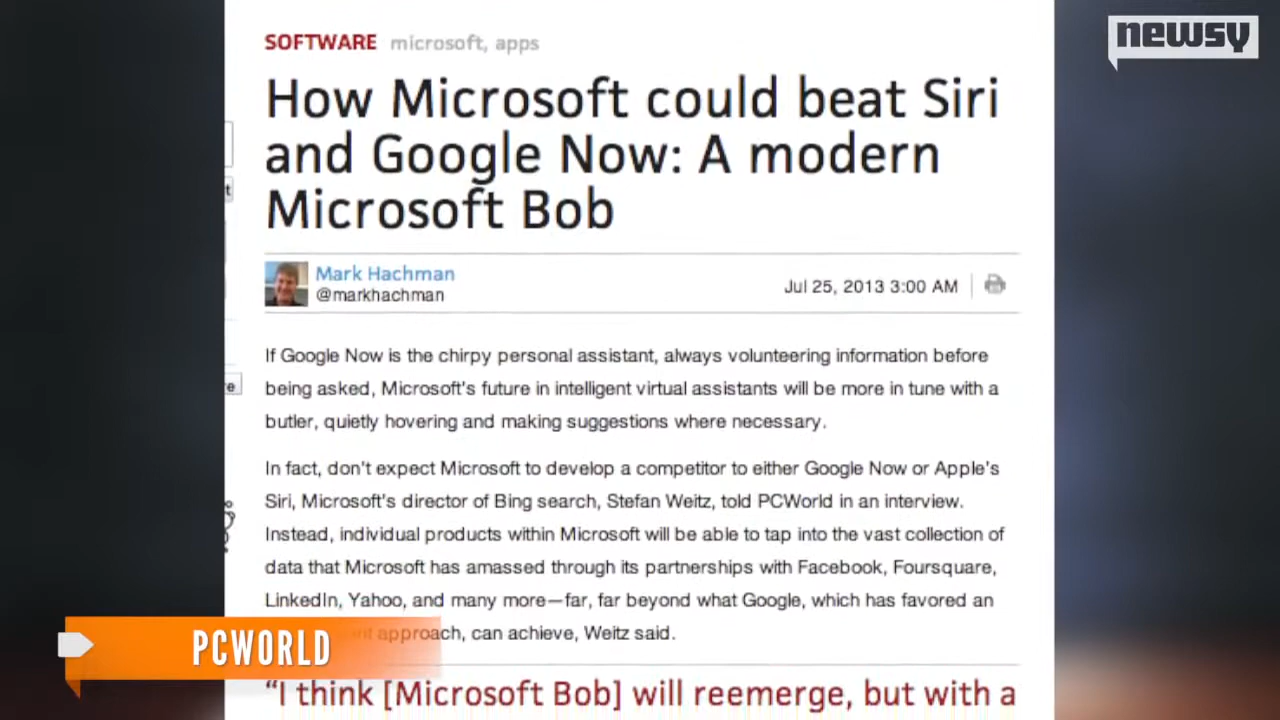 newsy
SOFTWARE microsoft, apps
How Microsoft could beat Siri
and Google Now: A modern
Microsoft Bob
Mark Hachman
@markhachman
Jul 25, 2013 3:00 AM
If Google Now is the chirpy personal assistant, always volunteering information before
being asked, Microsoft's future in intelligent virtual assistants will be more in tune with a
butler, quietly hovering and making suggestions where necessary.
In fact, don't expect Microsoft to develop a competitor to either Google Now or Apple's
Siri, Microsoft's director of Bing search, Stefan Weitz, told PCWorld in an interview.
Instead, individual products within Microsoft will be able to tap into the vast collection of
data that Microsoft has amassed through its partnerships with Facebook, Foursquare,
LinkedIn, Yahoo, and many more—far, far beyond what Google, which has favored an
approach, can achieve, Weitz said.
PCWORLD
“I think [Microsoft Bob] will reemerge, but with a